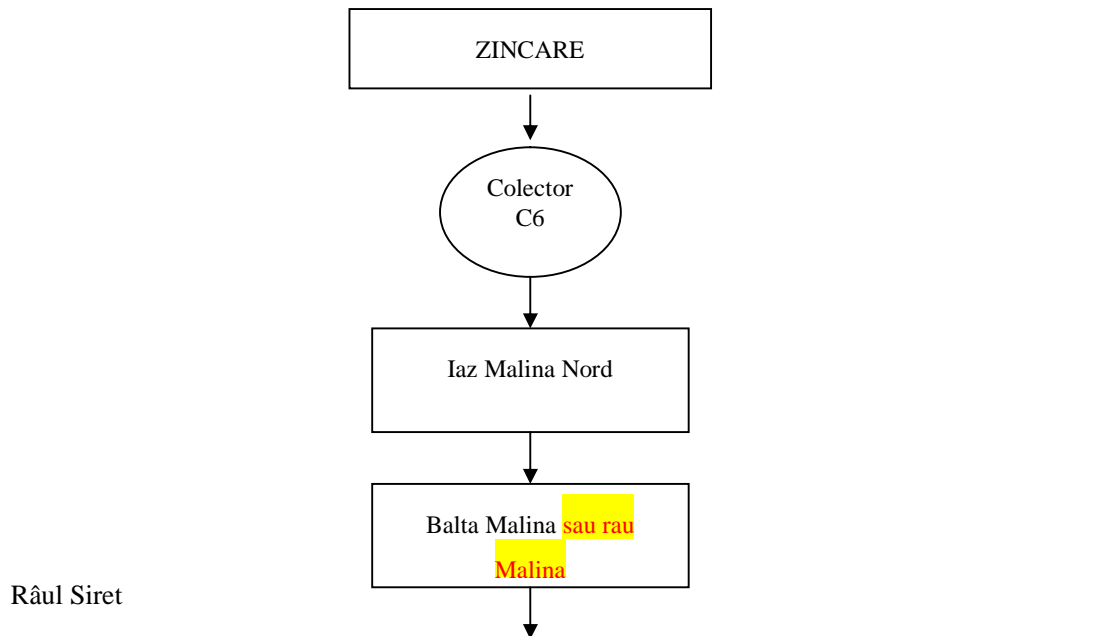 ZINCARE
Colector
C6
Iaz Malina Nord
Balta Malina sau rau
Malina
Râul Siret